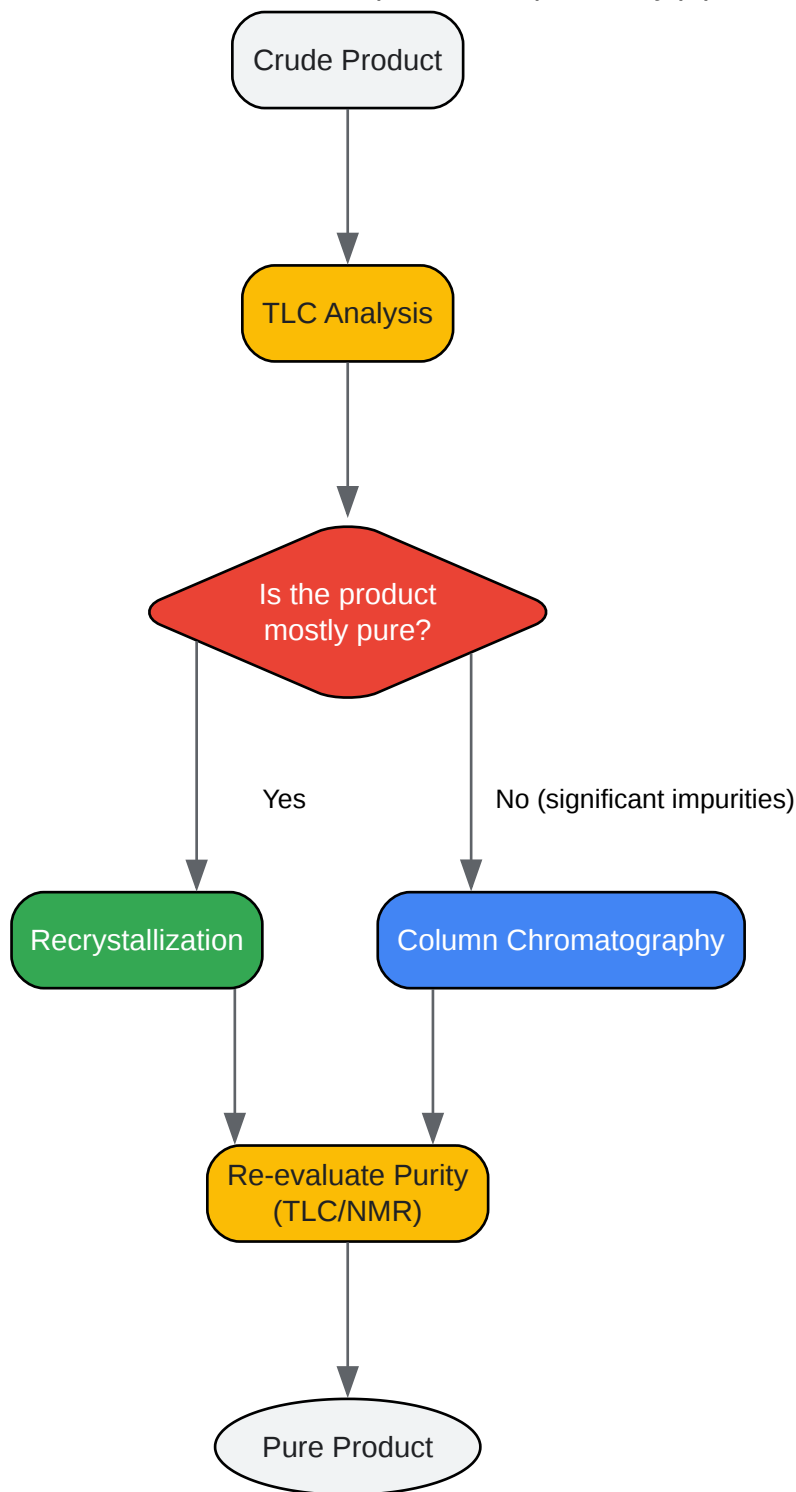 Crude Product
TLC Analysis
Is the product
mostly pure?
Yes
No (significant impurities)
Recrystallization
Column Chromatography
Re-evaluate Purity
(TLC/NMR)
Pure Product